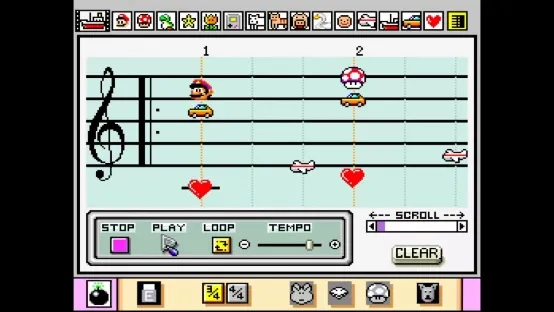 1 2
STOP PLAY LOOP TEMPO
<--- SCROLL --->
CLEAR
3/4 4/4